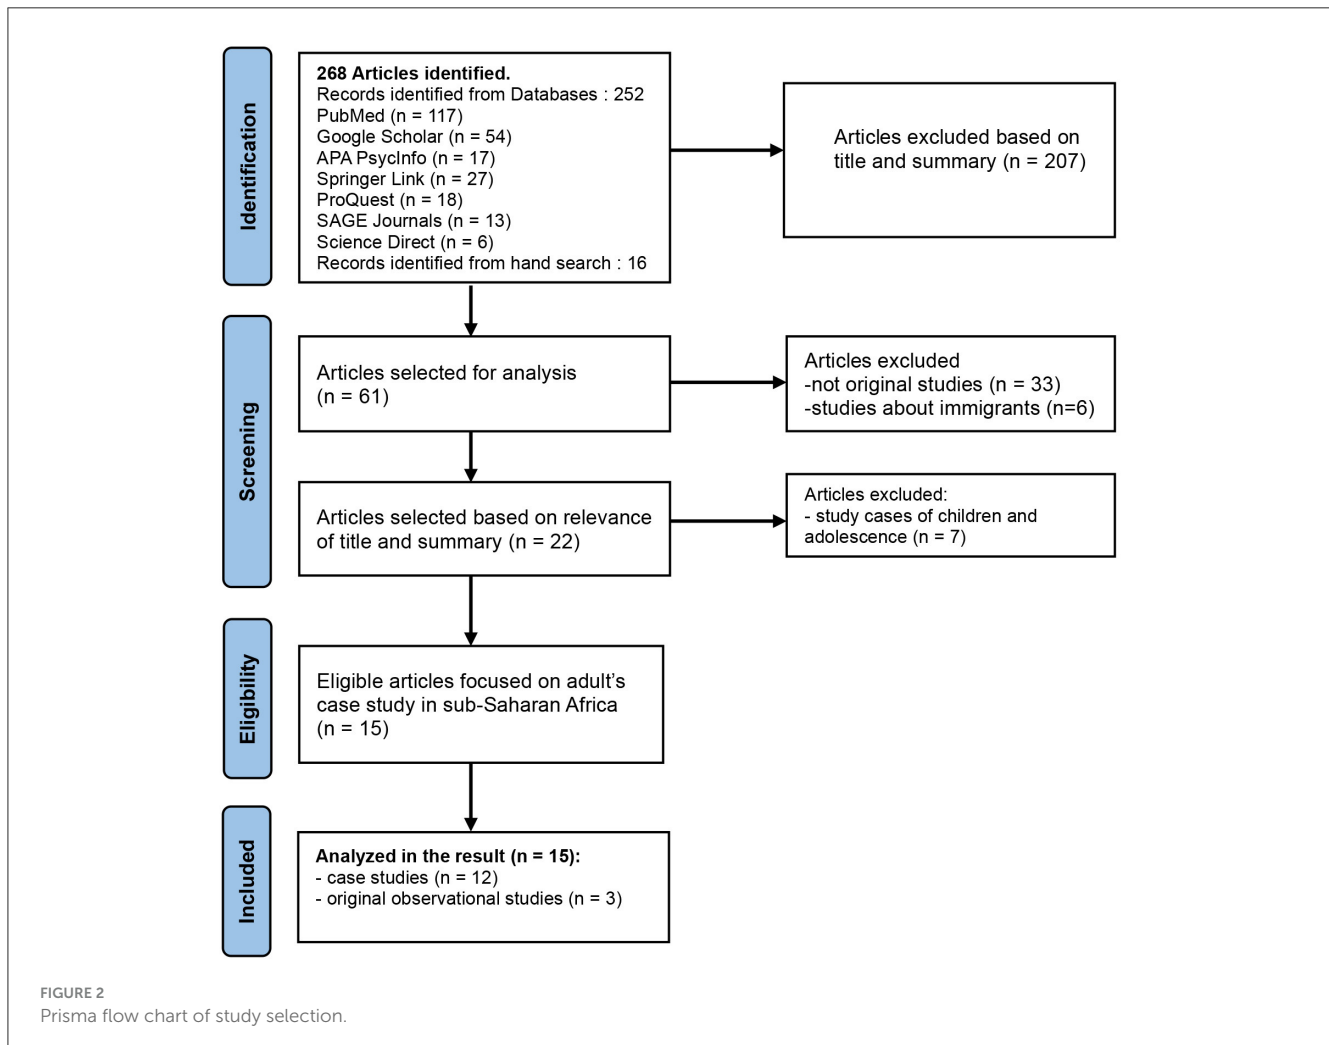 Identification
268 Articles identified.
Records identified from Databases : 252
PubMed (n = 117)
Google Scholar (n = 54)
APA PsycInfo (n = 17)
Springer Link (n = 27)
ProQuest (n = 18)
SAGE Journals (n = 13)
Science Direct (n = 6)
Records identified from hand search : 16
Articles excluded based on
title and summary (n = 207)
Screening
Articles selected for analysis
(n = 61)
Articles excluded
-not original studies (n = 33)
-studies about immigrants (n=6)
Articles selected based on relevance
of title and summary (n = 22)
Articles excluded:
- study cases of children and
adolescence (n = 7)
Eligibility
Eligible articles focused on adult's
case study in sub-Saharan Africa
(n = 15)
Included
Analyzed in the result (n = 15):
- case studies (n = 12)
- original observational studies (n = 3)
FIGURE 2
Prisma flow chart of study selection.